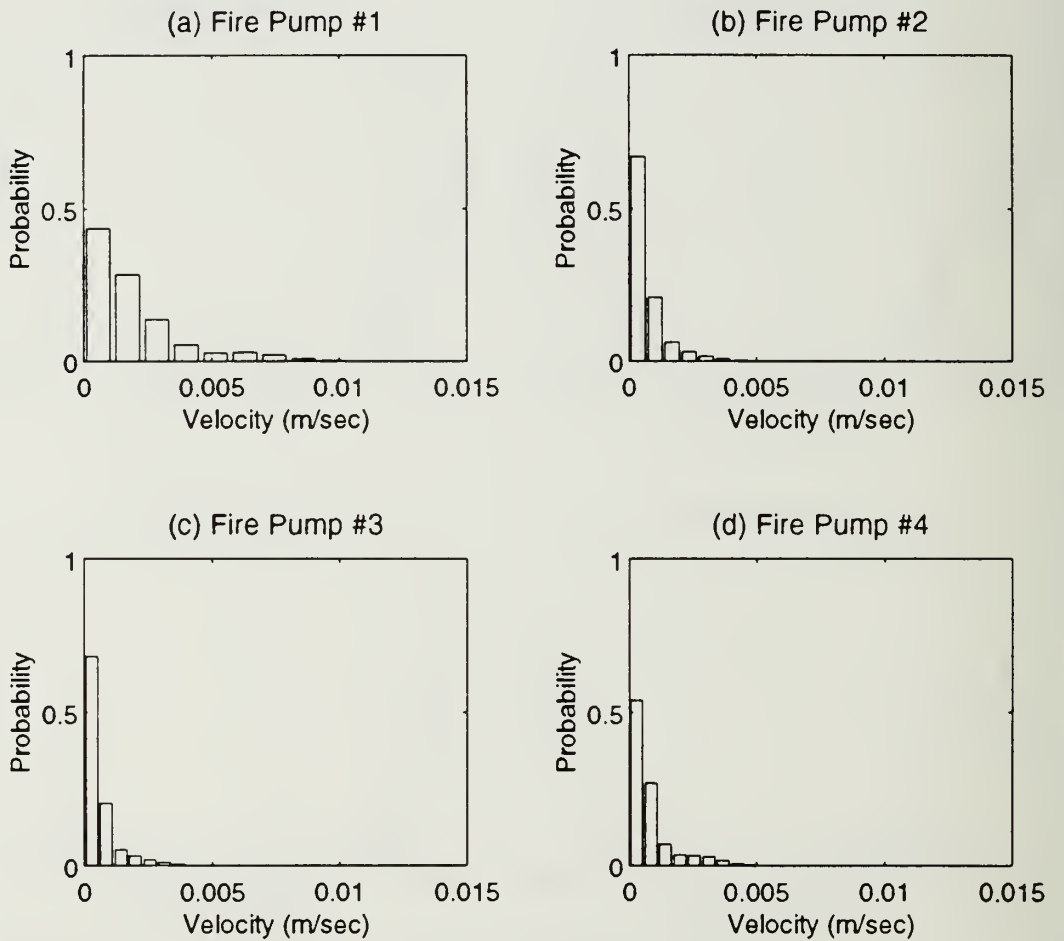 (a) Fire Pump #1
1
0.5
0
Probability
0 0.005 0.01 0.015
Velocity (m/sec)
(b) Fire Pump #2
1
0.5
0
Probability
0 0.005 0.01 0.015
Velocity (m/sec)
(c) Fire Pump #3
1
0.5
0
Probability
0 0.005 0.01 0.015
Velocity (m/sec)
(d) Fire Pump #4
1
0.5
0
Probability
0 0.005 0.01 0.015
Velocity (m/sec)